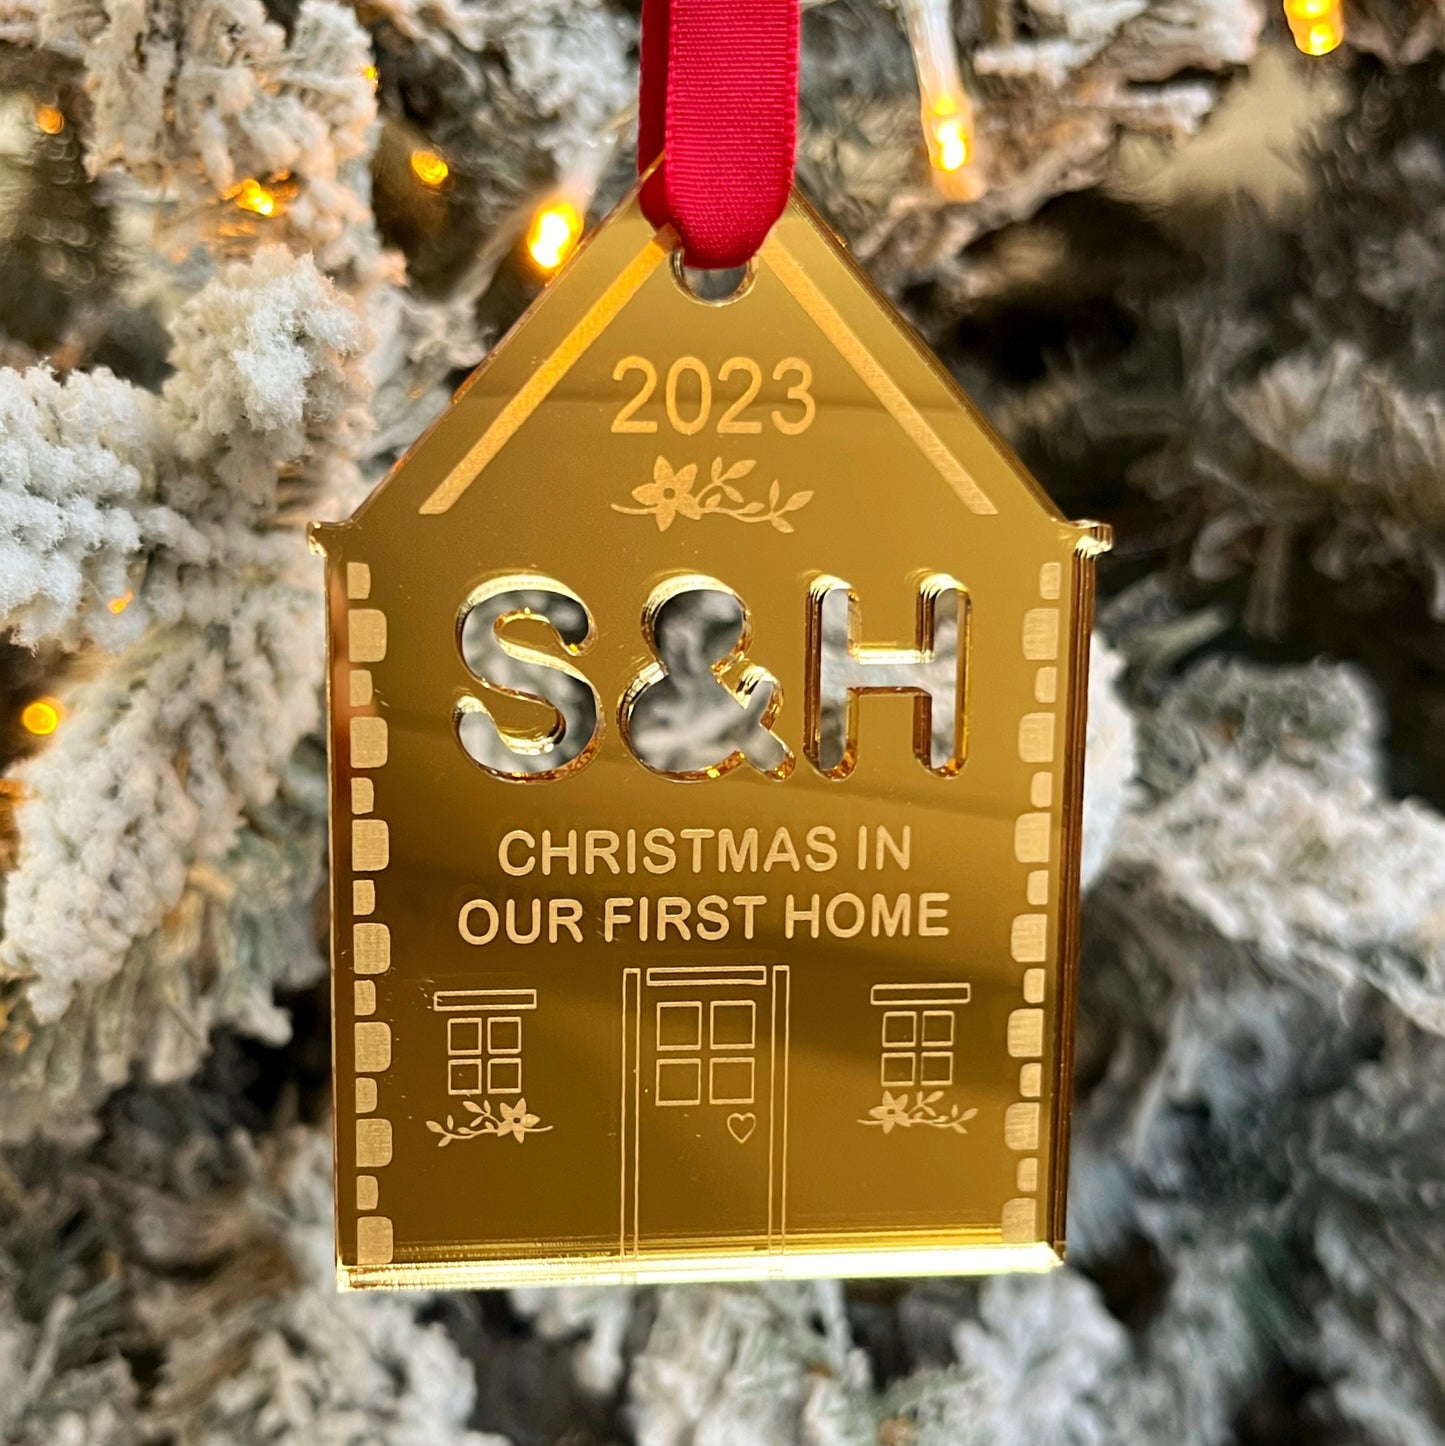 2023
S&H
CHRISTMAS IN
OUR FIRST HOME